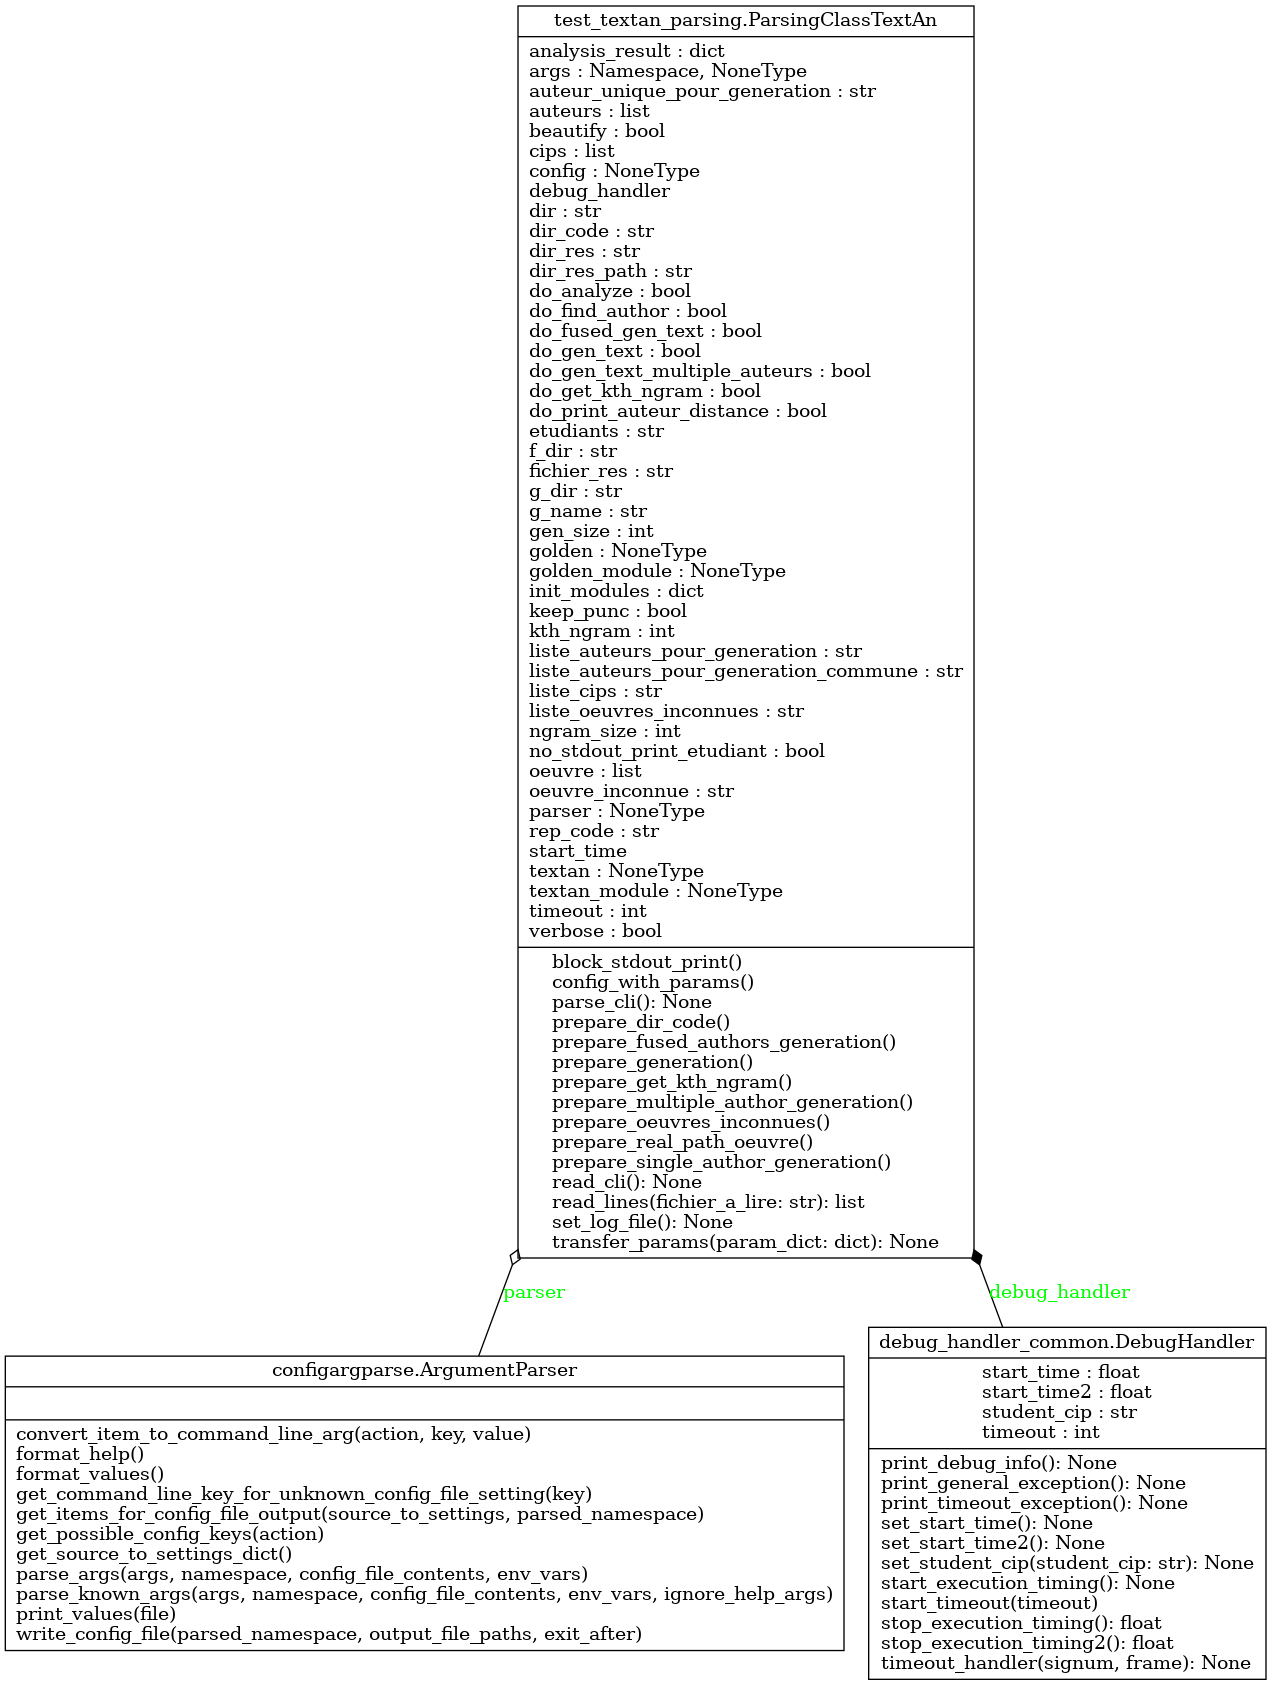 test_textan_parsing.ParsingClassTextAn
analysis_result : dict
args : Namespace, NoneType
auteur_unique_pour_generation : str
auteurs : list
beautify : bool
cips : list
config : NoneType
debug_handler
dir : str
dir_code : str
dir_res : str
dir_res_path : str
do_analyze : bool
do_find_author : bool
do_fused_gen_text : bool
do_gen_text : bool
do_gen_text_multiple_auteurs : bool
do_get_kth_ngram : bool
do_print_auteur_distance : bool
etudiants : str
f_dir : str
fichier_res : str
g_dir : str
g_name : str
gen_size : int
golden : NoneType
golden_module : NoneType
init_modules : dict
keep_punc : bool
kth_ngram : int
liste_auteurs_pour_generation : str
liste_auteurs_pour_generation_commune : str
liste_cips : str
liste_oeuvres_inconnues : str
ngram_size : int
no_stdout_print_etudiant : bool
oeuvre : list
oeuvre_inconnue : str
parser : NoneType
rep_code : str
start_time
textan : NoneType
textan_module : NoneType
timeout : int
verbose : bool
block_stdout_print()
config_with_params()
parse_cli(): None
prepare_dir_code()
prepare_fused_authors_generation()
prepare_generation()
prepare_get_kth_ngram()
prepare_multiple_author_generation()
prepare_oeuvres_inconnues()
prepare_real_path_oeuvre()
prepare_single_author_generation()
read_cli(): None
read_lines(fichier_a_lire: str): list
set_log_file(): None
transfer_params(param_dict: dict): None
parser
debug_handler
configargparse.ArgumentParser
convert_item_to_command_line_arg(action, key, value)
format_help()
format_values()
get_command_line_key_for_unknown_config_file_setting(key)
get_items_for_config_file_output(source_to_settings, parsed_namespace)
get_possible_config_keys(action)
get_source_to_settings_dict()
parse_args(args, namespace, config_file_contents, env_vars)
parse_known_args(args, namespace, config_file_contents, env_vars, ignore_help_args)
print_values(file)
write_config_file(parsed_namespace, output_file_paths, exit_after)
debug_handler_common.DebugHandler
start_time : float
start_time2 : float
student_cip : str
timeout : int
print_debug_info(): None
print_general_exception(): None
print_timeout_exception(): None
set_start_time(): None
set_start_time2(): None
set_student_cip(student_cip: str): None
start_execution_timing(): None
start_timeout(timeout)
stop_execution_timing(): float
stop_execution_timing2(): float
timeout_handler(signum, frame): None